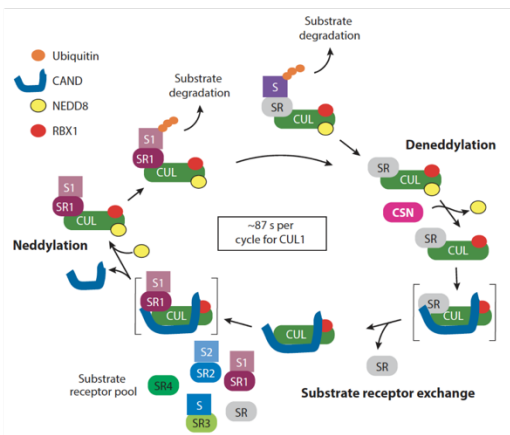 Substrate
degradation
Ubiquitin
CAND
NEDD8
RBX1
Substrate
degradation
S
SR
CUL
S1
SR1
CUL
Deneddylation
SR
CUL
S1
SR1
CUL
CSN
~87 s per
cycle for CUL1
SR
CUL
Neddylation
S1
SR1
CUL
SR
CUL
CUL
SR
S2
SR2
S1
SR1
Substrate
receptor pool
SR4
S
SR3
SR
Substrate receptor exchange